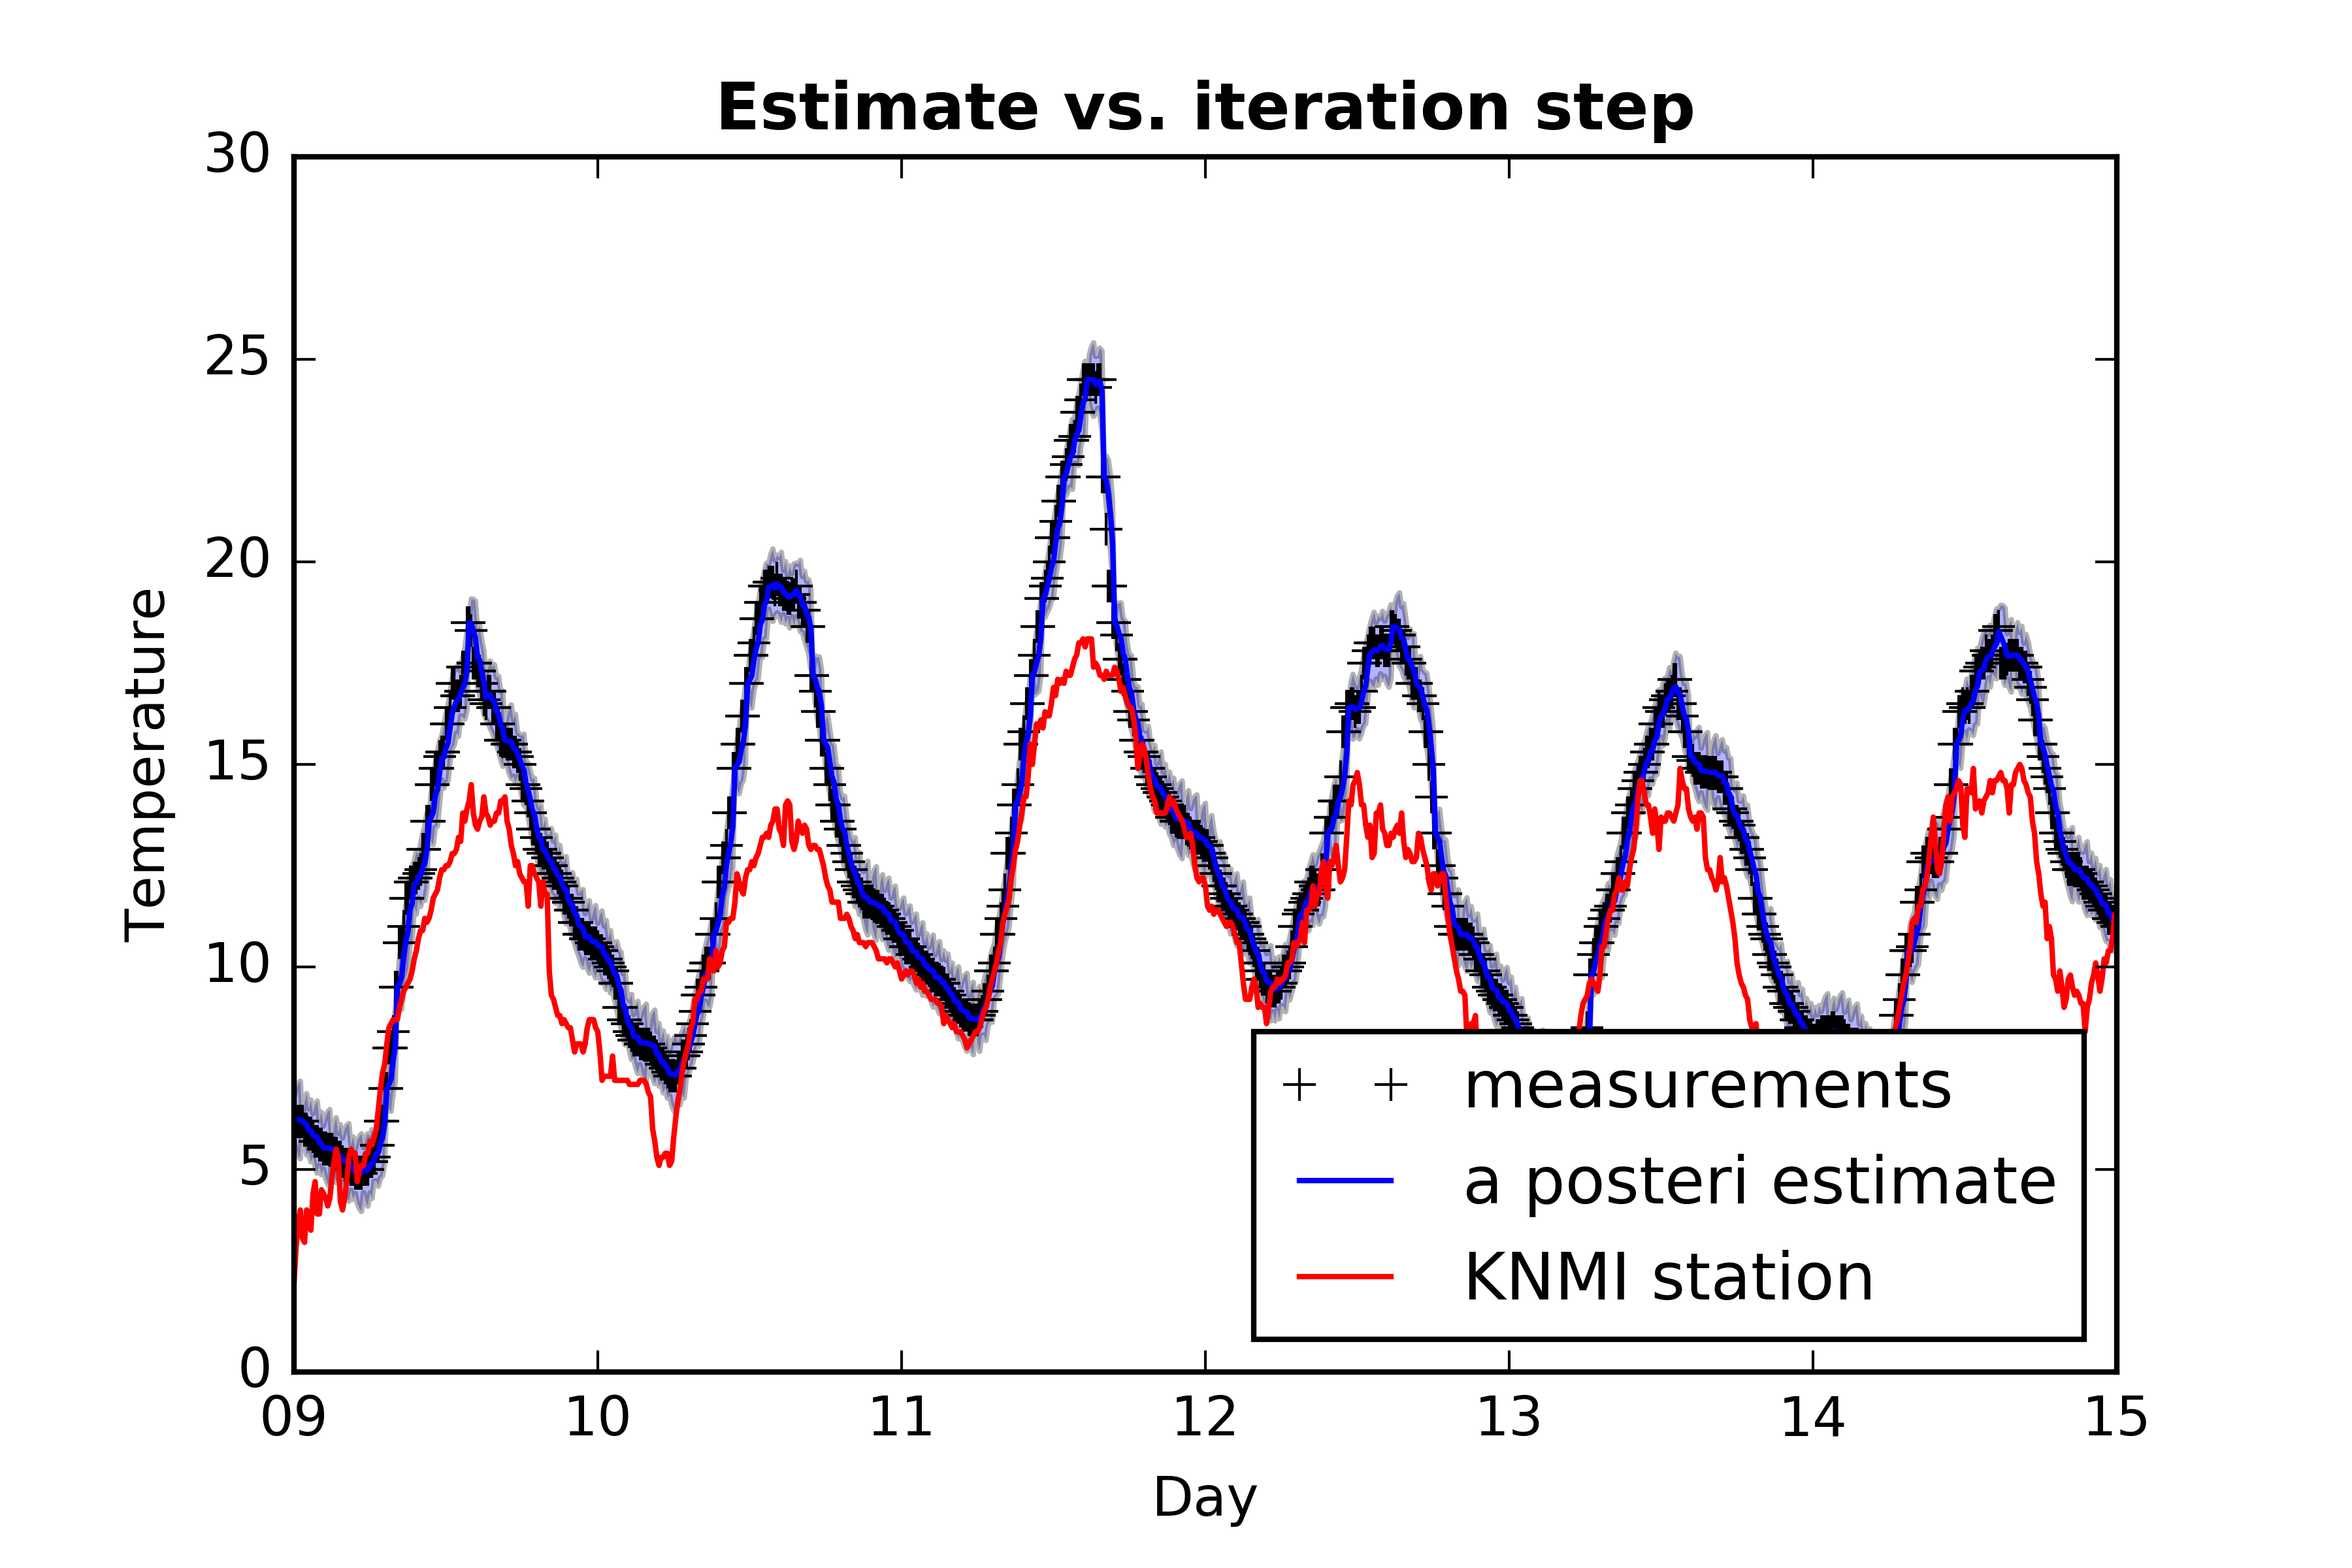 Estimate vs. iteration step
30
25
20
15
10
5
0
Temperature
09 10 11 12 13 14 15
Day
measurements
a posteri estimate
KNMI station